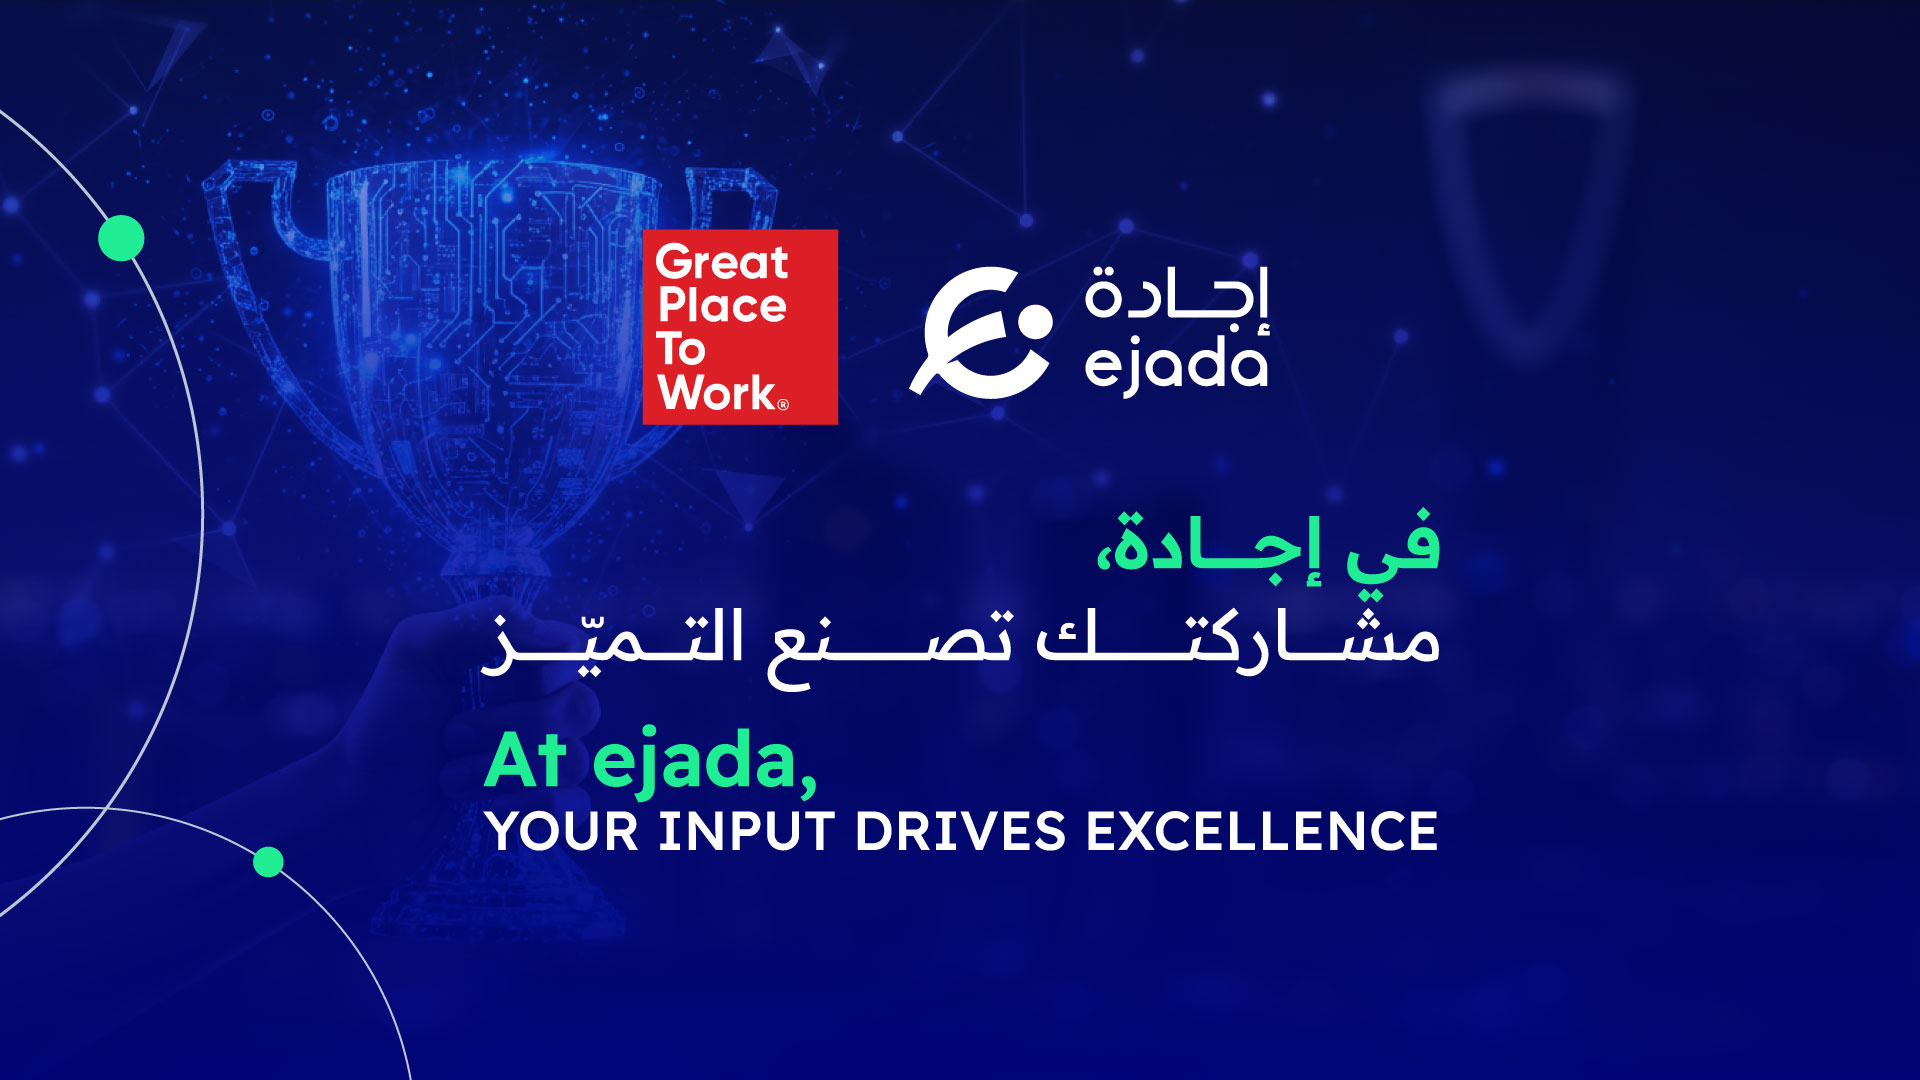 Great
Place
To
Work®
إجادة
ejada
في إجادة،
مشاركتك تصنع التميّز
At ejada,
YOUR INPUT DRIVES EXCELLENCE